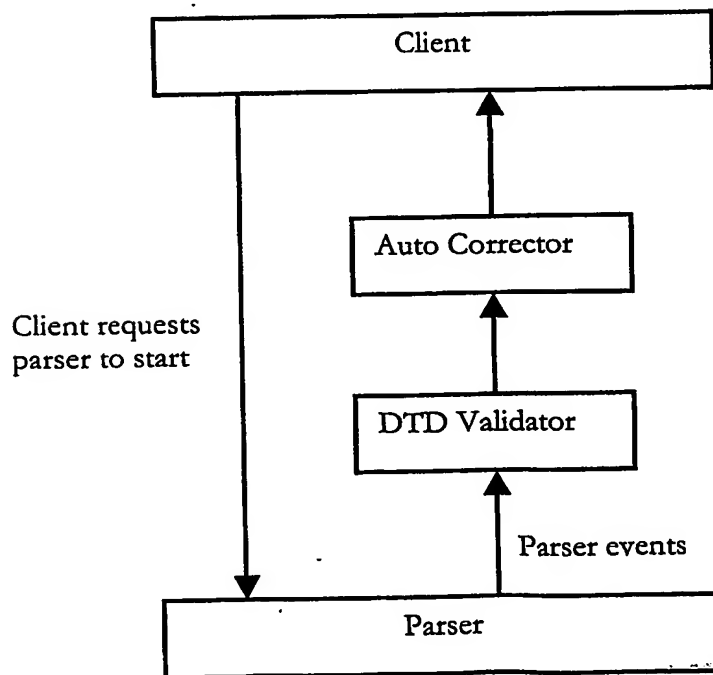 Client
Auto Corrector
Client requests
parser to start
DTD Validator
Parser events
Parser